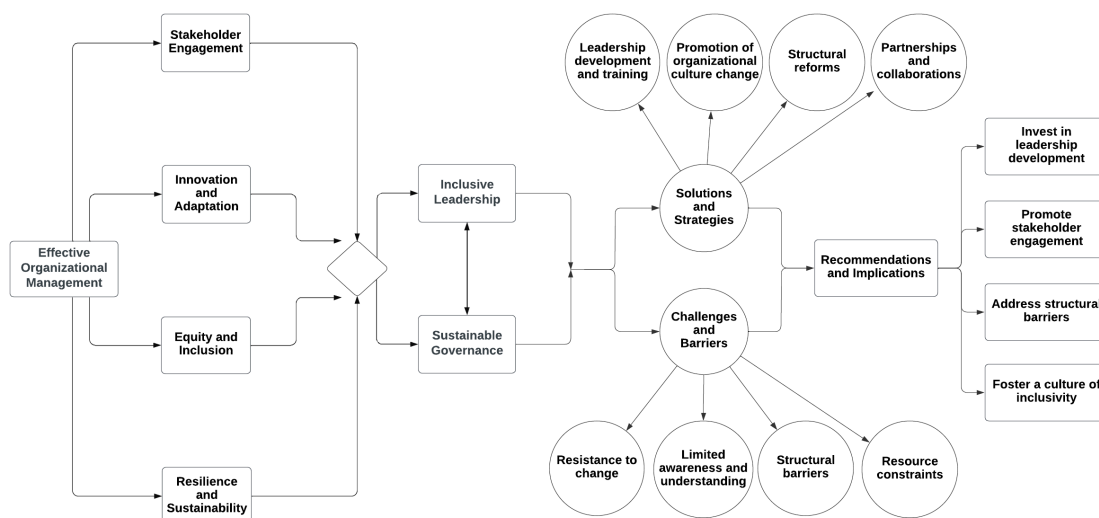 Stakeholder
Engagement
Innovation
and
Adaptation
Effective
Organizational
Management
Equity and
Inclusion
Resilience
and
Sustainability
Inclusive
Leadership
Sustainable
Governance
Leadership
development
and training
Promotion of
organizational
culture change
Structural
reforms
Partnerships
and
collaborations
Solutions
and
Strategies
Challenges
and
Barriers
Resistance to
change
Limited
awareness and
understanding
Structural
barriers
Resource
constraints
Recommendations
and Implications
Invest in
leadership
development
Promote
stakeholder
engagement
Address structural
barriers
Foster a culture of
inclusivity